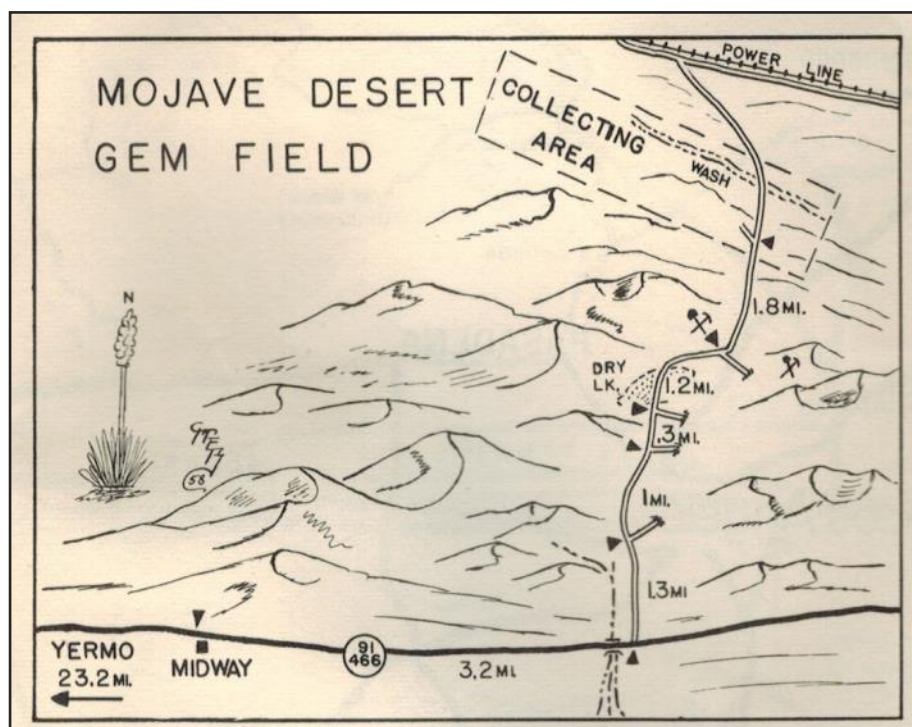 MOJAVE DESERT
GEM FIELD
POWER LINE
COLLECTING
AREA
WASH
1.8 MI.
DRY
LK.
1.2 MI.
.3 MI.
N
58
1 MI.
1.3 MI
YERMO
23.2 MI.
MIDWAY
91
466
3.2 MI.